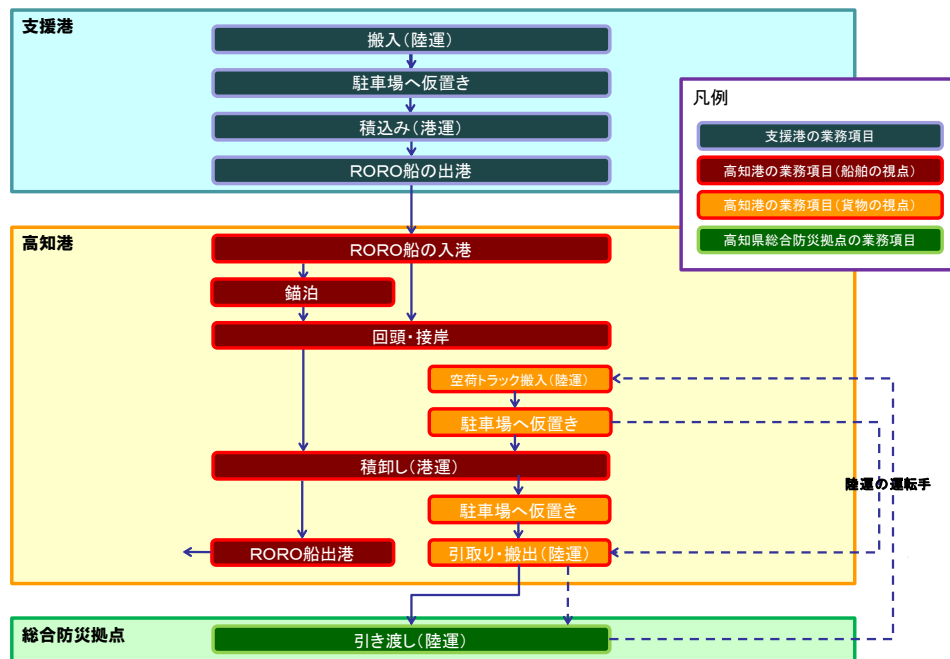 支援港
搬入(陸運)
駐車場へ仮置き
積込み(港運)
RORO船の出港
凡例
支援港の業務項目
高知港の業務項目(船舶の視点)
高知港の業務項目(貨物の視点)
高知県総合防災拠点の業務項目
高知港
RORO船の入港
錨泊
回頭・接岸
空荷トラック搬入(陸運)
駐車場へ仮置き
積卸し(港運)
陸運の運転手
駐車場へ仮置き
RORO船出港
引取り・搬出(陸運)
総合防災拠点
引き渡し(陸運)